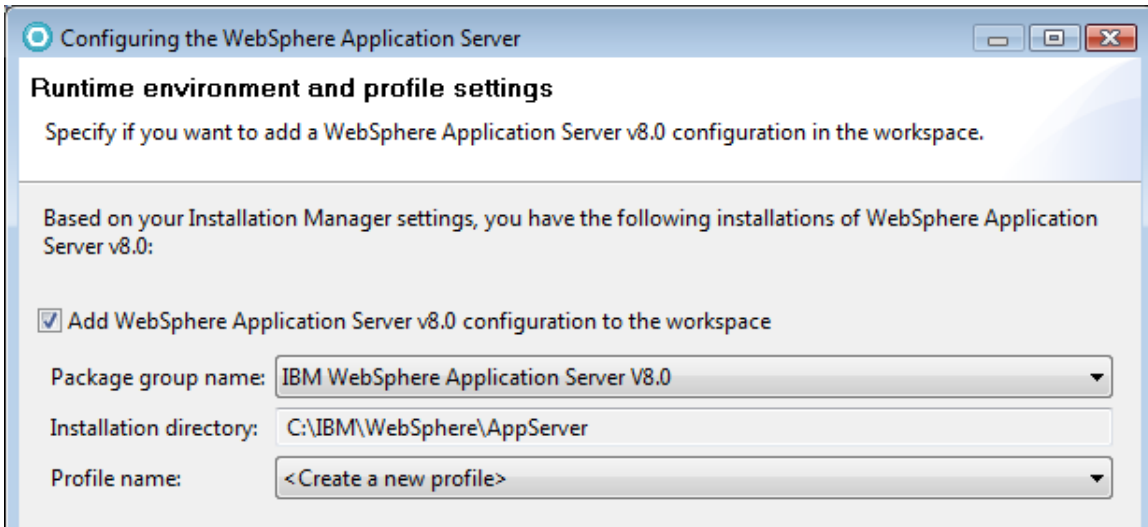 Configuring the WebSphere Application Server
Runtime environment and profile settings
Specify if you want to add a WebSphere Application Server v8.0 configuration in the workspace.
Based on your Installation Manager settings, you have the following installations of WebSphere Application
Server v8.0:
Add WebSphere Application Server v8.0 configuration to the workspace
Package group name: IBM WebSphere Application Server V8.0
Installation directory: C:\IBM\WebSphere\AppServer
Profile name: <Create a new profile>